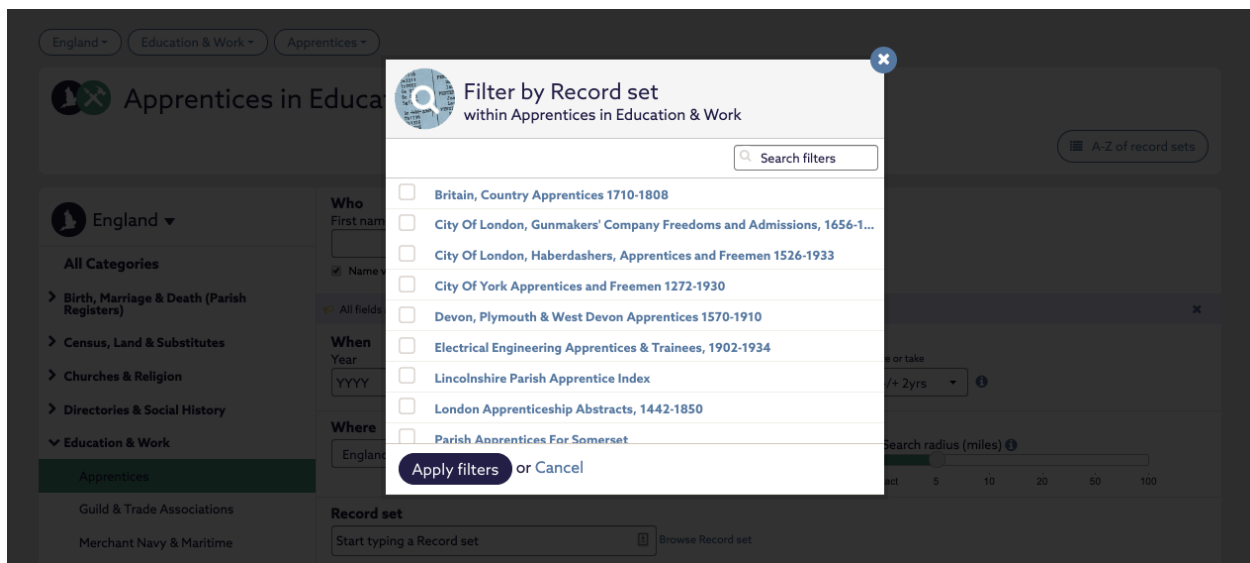 England
Education & Work
Apprentices
Apprentices in Educa
A-Z of record sets
Filter by Record set
within Apprentices in Education & Work
Search filters
Britain, Country Apprentices 1710-1808
City Of London, Gunmakers' Company Freedoms and Admissions, 1656-1...
City Of London, Haberdashers, Apprentices and Freemen 1526-1933
City Of York Apprentices and Freemen 1272-1930
Devon, Plymouth & West Devon Apprentices 1570-1910
Electrical Engineering Apprentices & Trainees, 1902-1934
Lincolnshire Parish Apprentice Index
London Apprenticeship Abstracts, 1442-1850
Parish Apprentices For Somerset
Apply filters or Cancel
England
All Categories
Birth, Marriage & Death (Parish
Registers)
Census, Land & Substitutes
Churches & Religion
Directories & Social History
Education & Work
Apprentices
Guild & Trade Associations
Merchant Navy & Maritime
Who
First nam
Name v
All fields
When
Year
YYYY
e or take
/+ 2yrs
Where
Englan
Search radius (miles)
act 5 10 20 50 100
Record set
Start typing a Record set
Browse Record set